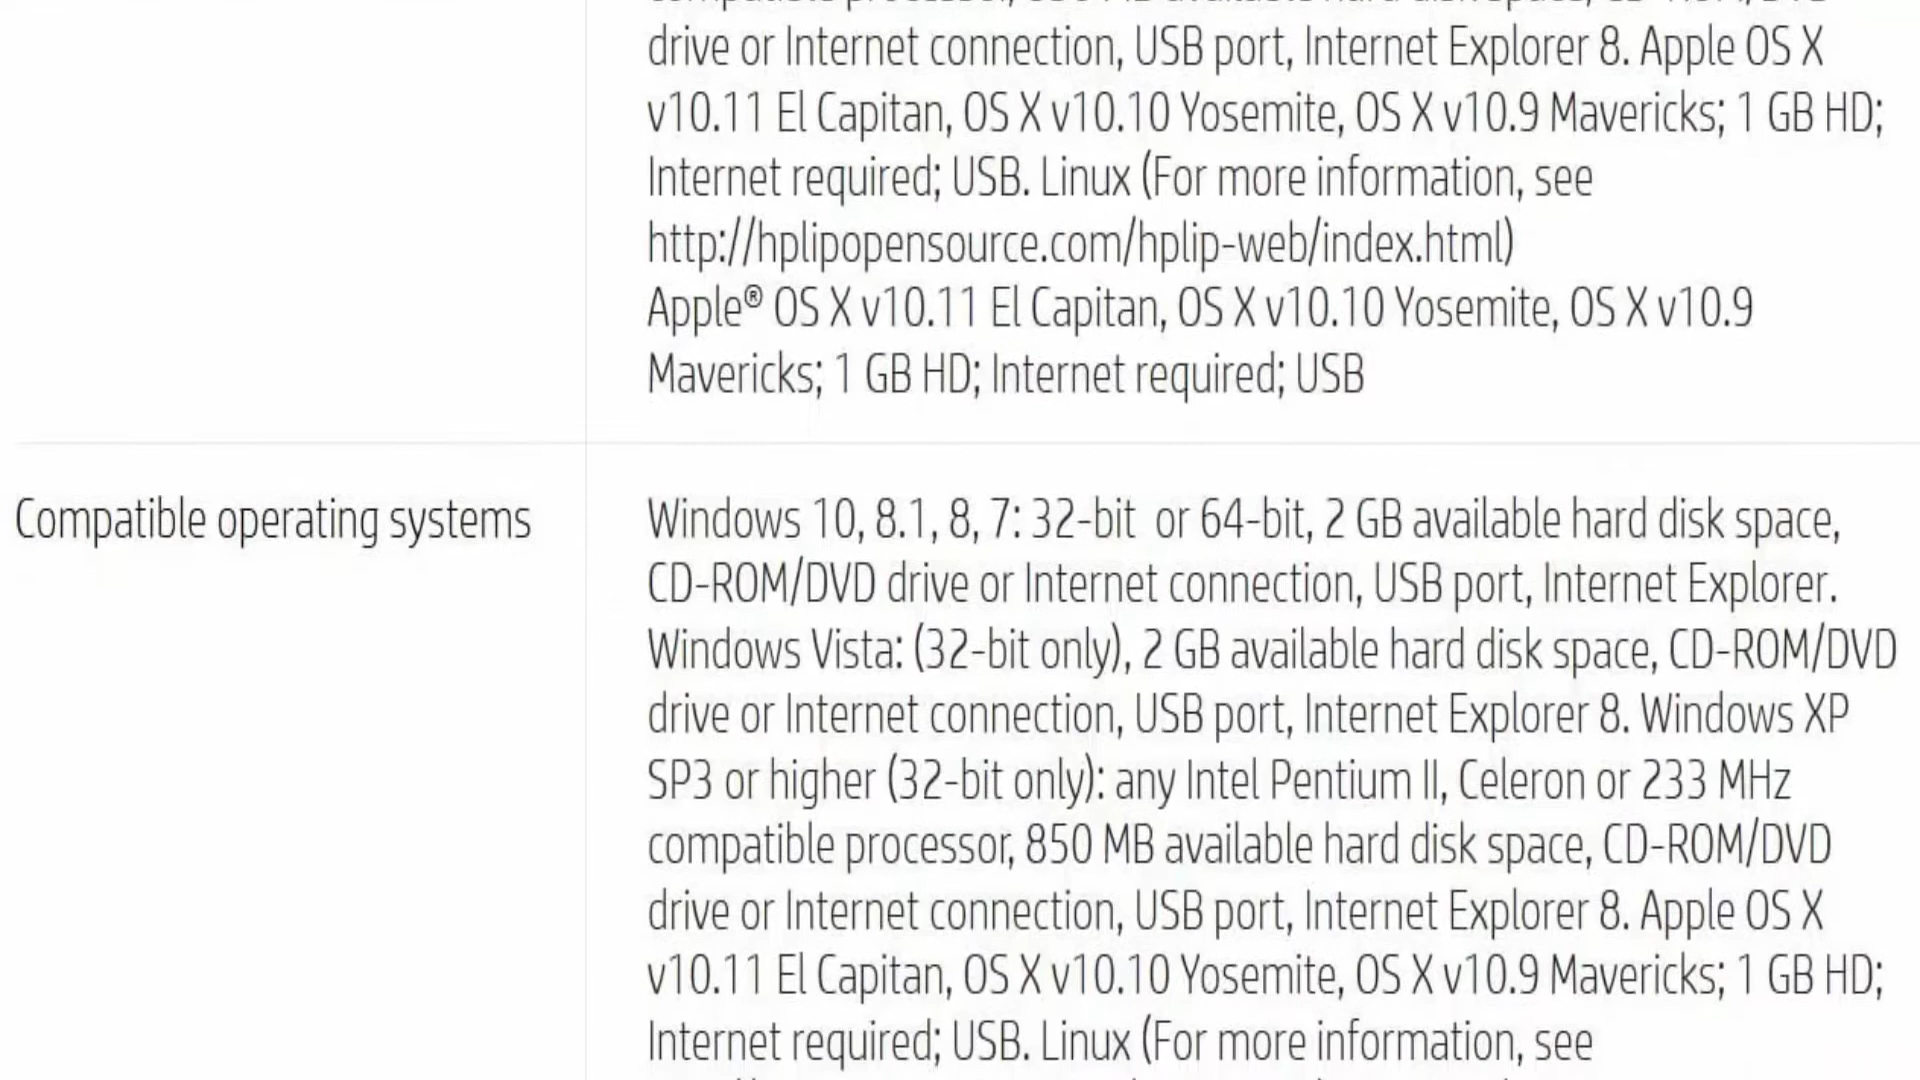 drive or Internet connection, USB port, Internet Explorer 8. Apple OS X
v10.11 El Capitan, OS X v10.10 Yosemite, OS X v10.9 Mavericks; 1 GB HD;
Internet required; USB. Linux (For more information, see
http://hplipopensource.com/hplip-web/index.html)
Apple® OS X v10.11 El Capitan, OS X v10.10 Yosemite, OS X v10.9
Mavericks; 1 GB HD; Internet required; USB
Compatible operating systems
Windows 10, 8.1, 8, 7: 32-bit or 64-bit, 2 GB available hard disk space,
CD-ROM/DVD drive or Internet connection, USB port, Internet Explorer.
Windows Vista: (32-bit only), 2 GB available hard disk space, CD-ROM/DVD
drive or Internet connection, USB port, Internet Explorer 8. Windows XP
SP3 or higher (32-bit only): any Intel Pentium II, Celeron or 233 MHz
compatible processor, 850 MB available hard disk space, CD-ROM/DVD
drive or Internet connection, USB port, Internet Explorer 8. Apple OS X
v10.11 El Capitan, OS X v10.10 Yosemite, OS X v10.9 Mavericks; 1 GB HD;
Internet required; USB. Linux (For more information, see